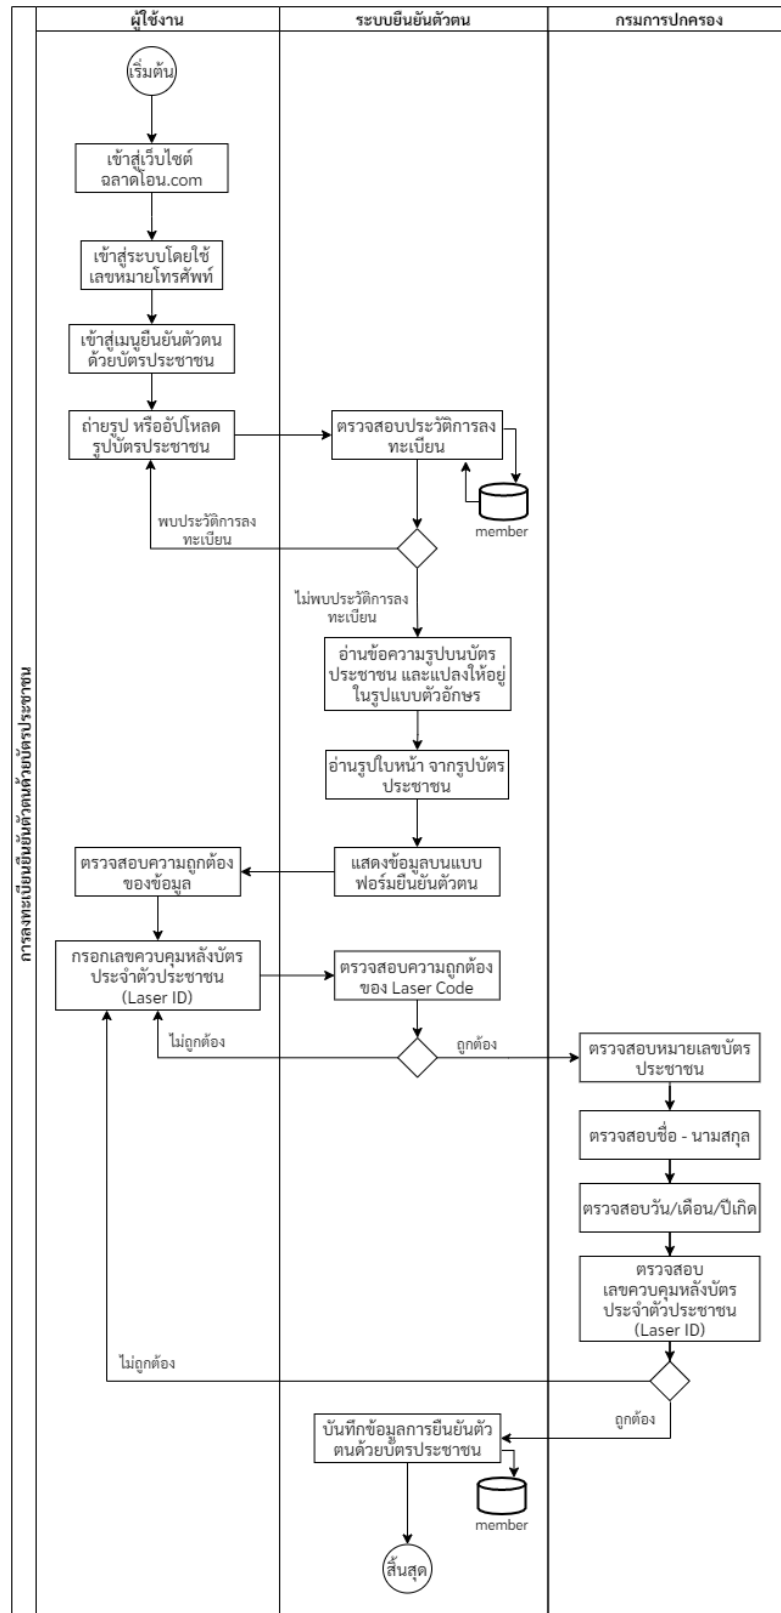 ผู้ใช้งาน
ระบบยืนยันตัวตน
กรมการปกครอง
การลงทะเบียนยืนยันตัวตนด้วยบัตรประชาชน
เริ่มต้น
เข้าสู่เว็บไซต์
ฉลาดโอน.com
เข้าสู่ระบบโดยใช้
เลขหมายโทรศัพท์
เข้าสู่เมนูยืนยันตัวตน
ด้วยบัตรประชาชน
ถ่ายรูป หรืออัปโหลด
รูปบัตรประชาชน
ตรวจสอบประวัติการลง
ทะเบียน
member
พบประวัติการลง
ทะเบียน
ไม่พบประวัติการลง
ทะเบียน
อ่านข้อความรูปบนบัตร
ประชาชน และแปลงให้อยู่
ในรูปแบบตัวอักษร
อ่านรูปใบหน้า จากรูปบัตร
ประชาชน
แสดงข้อมูลบนแบบ
ฟอร์มยืนยันตัวตน
ตรวจสอบความถูกต้อง
ของข้อมูล
กรอกเลขควบคุมหลังบัตร
ประจำตัวประชาชน
(Laser ID)
ตรวจสอบความถูกต้อง
ของ Laser Code
ไม่ถูกต้อง
ถูกต้อง
ตรวจสอบหมายเลขบัตร
ประชาชน
ตรวจสอบชื่อ - นามสกุล
ตรวจสอบวัน/เดือน/ปีเกิด
ตรวจสอบ
เลขควบคุมหลังบัตร
ประจำตัวประชาชน
(Laser ID)
ไม่ถูกต้อง
ถูกต้อง
บันทึกข้อมูลการยืนยันตัว
ตนด้วยบัตรประชาชน
member
สิ้นสุด